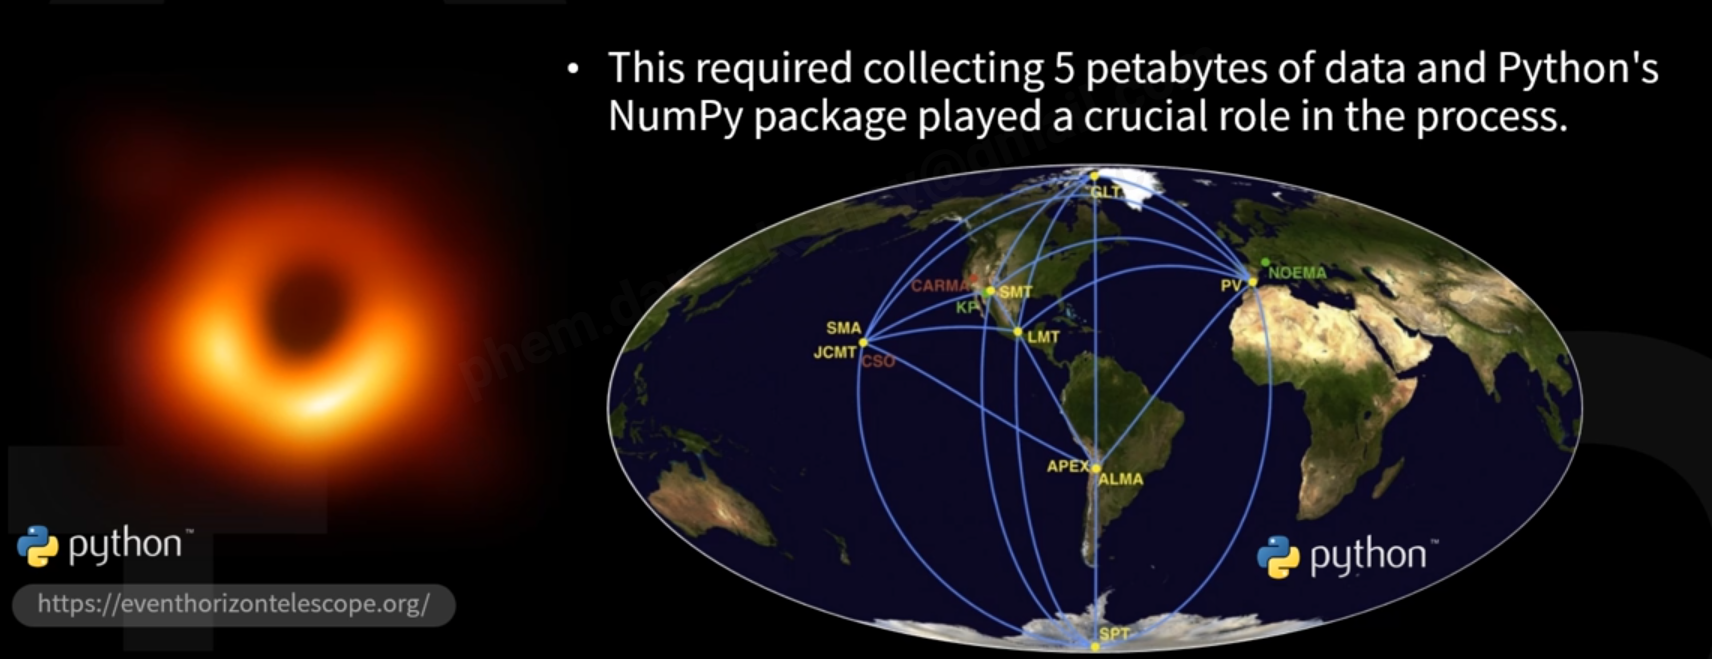 • This required collecting 5 petabytes of data and Python's
NumPy package played a crucial role in the process.
GLT
NOEMA
CARMA
SMT
PV
KP
SMA
LMT
JCMT
CSO
APEX
ALMA
python™
python™
https://eventhorizontelescope.org/
SPT